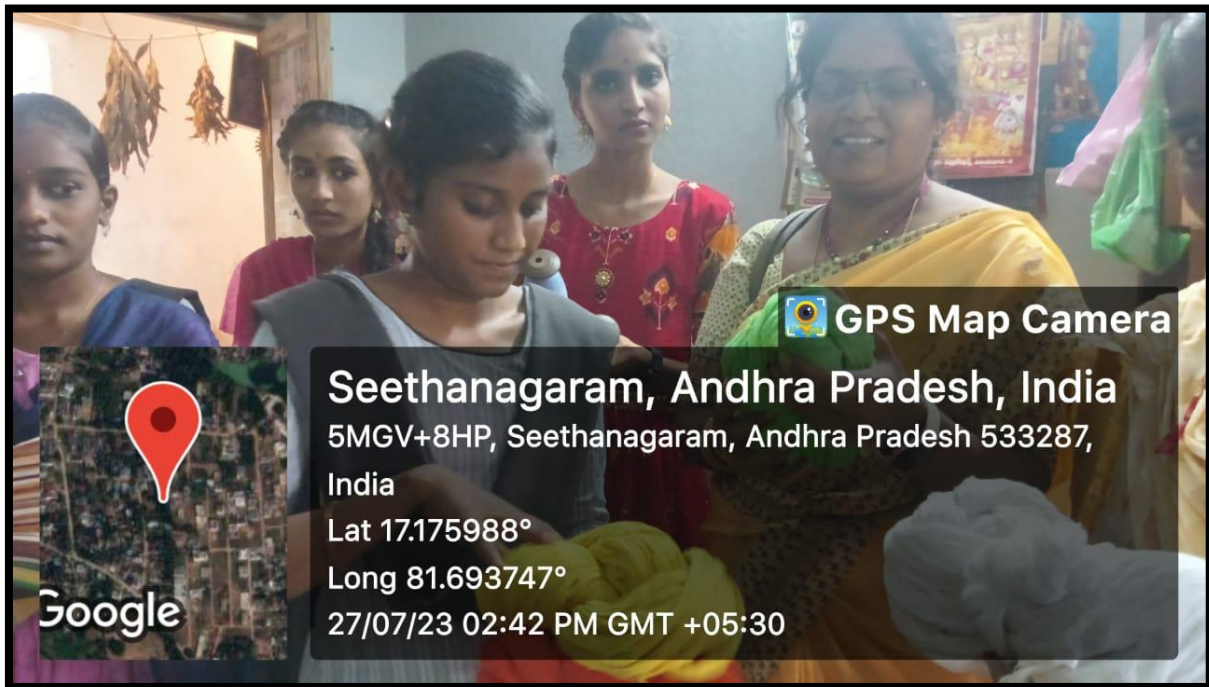 GPS Map Camera
Seethanagaram, Andhra Pradesh, India
5MGV+8HP, Seethanagaram, Andhra Pradesh 533287,
India
Lat 17.175988°
Long 81.693747°
27/07/23 02:42 PM GMT +05:30
Google